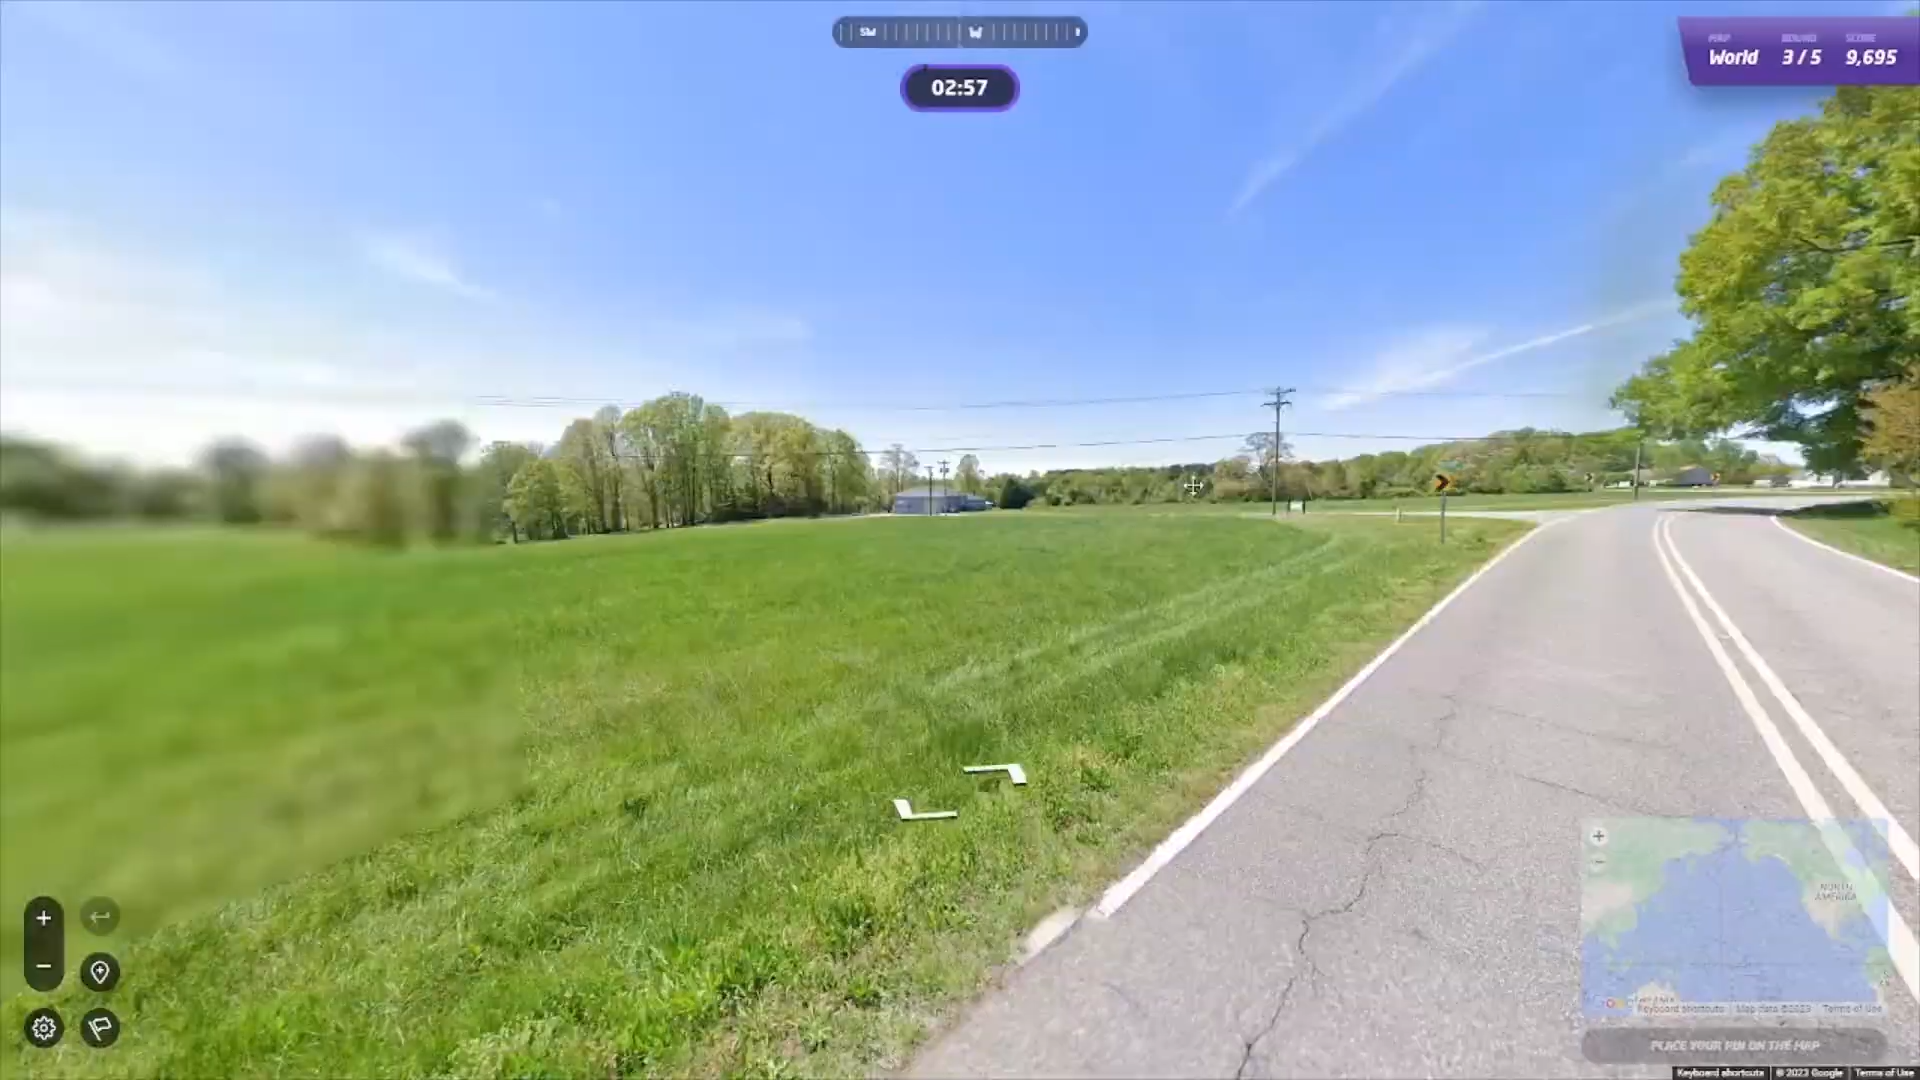 SW W
02:57
MAP ROUND SCORE
World 3 / 5 9,695
NORTH
AMERICA
Keyboard shortcuts Map data ©2023 Terms of Use
PLACE YOUR PIN ON THE MAP
Keyboard shortcuts © 2023 Google Terms of Use